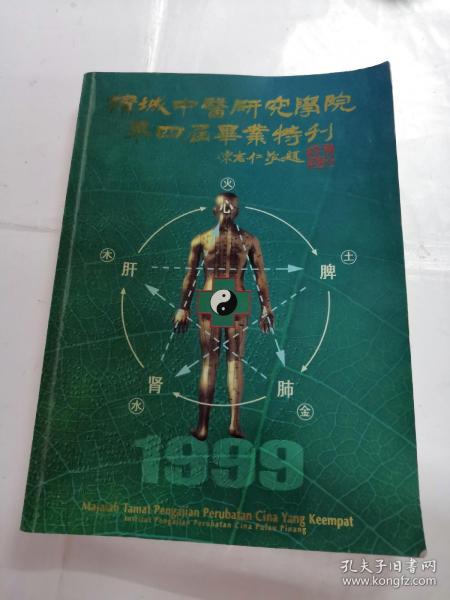 槟城中醫研究學院
第四屆畢業特刊
火
心
木
肝
脾
土
肾
肺
水
金
1999
Majalah Tamat Pengajian Perubatan Cina Yang Keempat
Institut Pengajian Perubatan Cina Pulau Pinang
孔夫子旧书网
www.kongfz.com